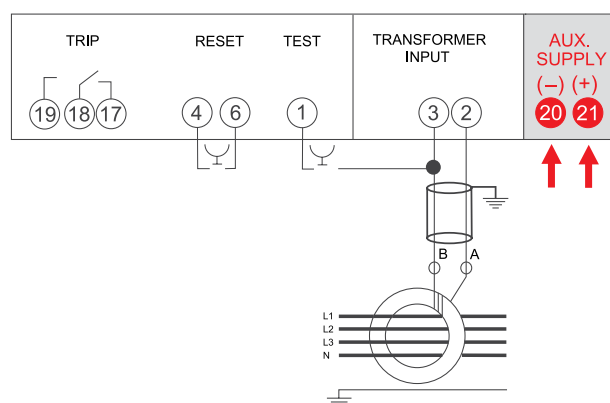 TRIP
RESET
TEST
TRANSFORMER
INPUT
AUX.
SUPPLY
(–) (+)
19 18 17
4 6
1
3 2
20 21
B A
L1
L2
L3
N